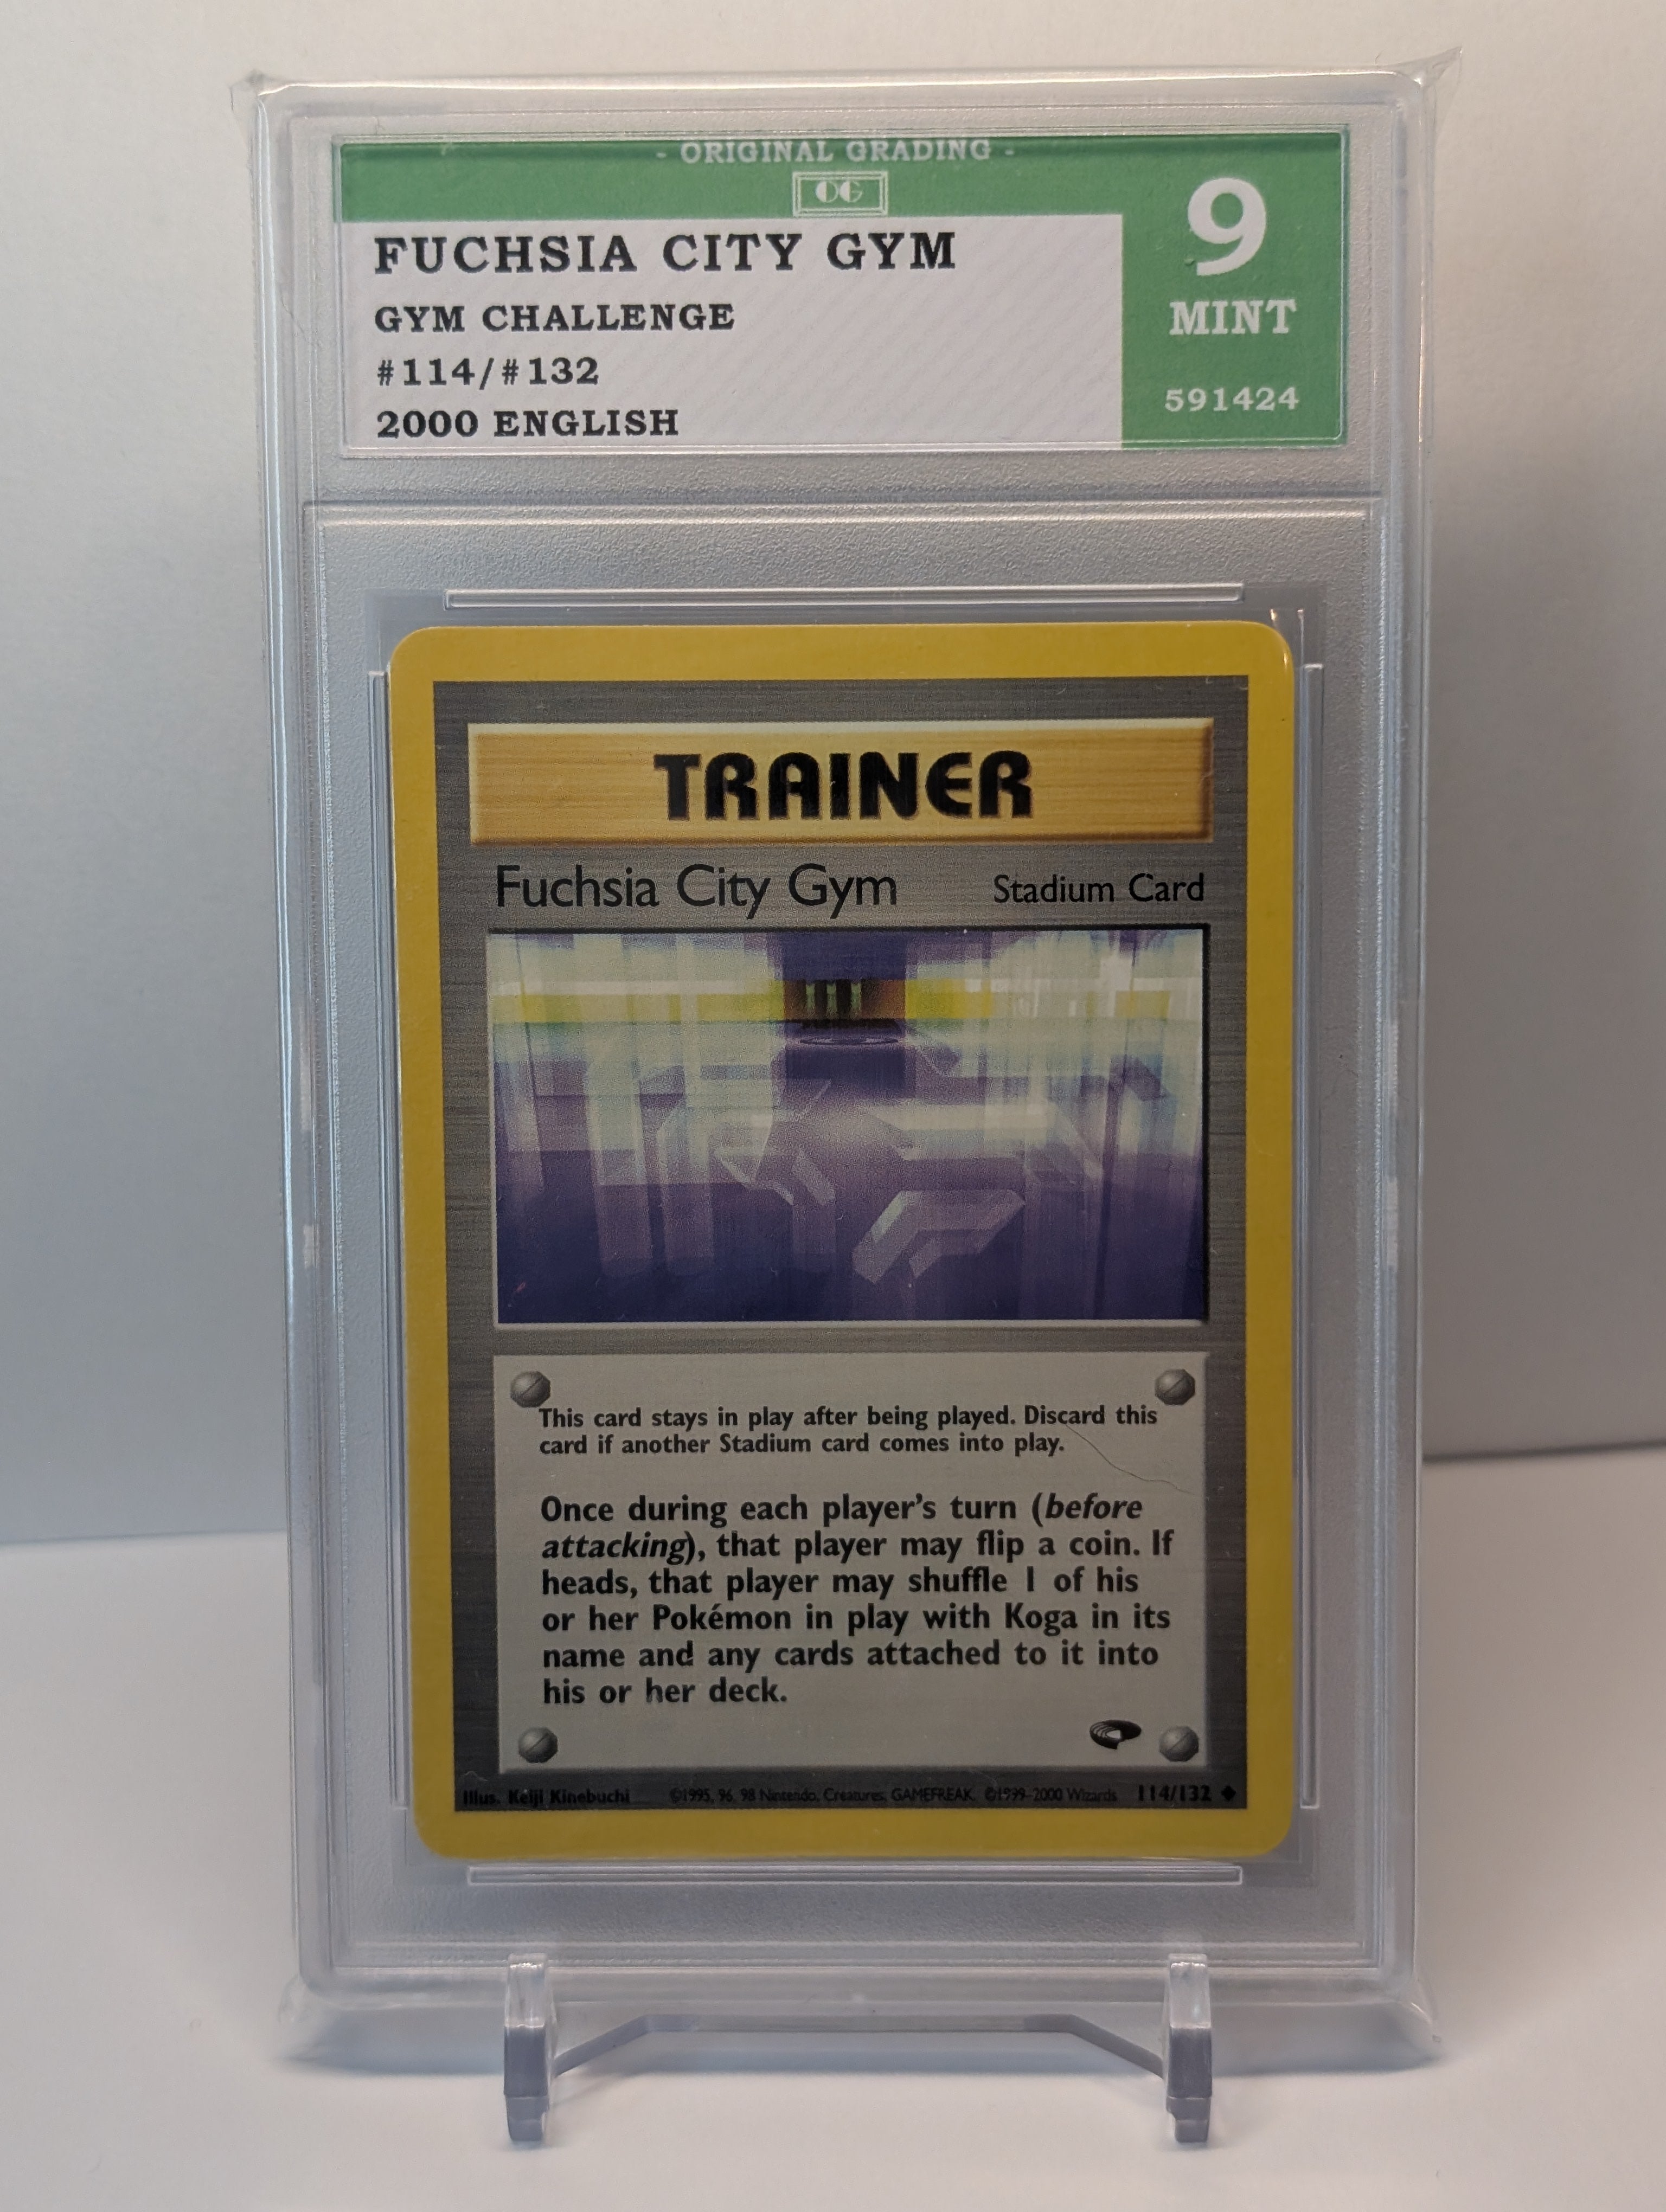 - ORIGINAL GRADING -
OG
FUCHSIA CITY GYM
GYM CHALLENGE
#114/#132
2000 ENGLISH
9
MINT
591424
TRAINER
Fuchsia City Gym
Stadium Card
This card stays in play after being played. Discard this
card if another Stadium card comes into play.
Once during each player's turn (before
attacking), that player may flip a coin. If
heads, that player may shuffle 1 of his
or her Pokémon in play with Koga in its
name and any cards attached to it into
his or her deck.
Illus. Keiji Kinebuchi ©1995, 96, 98 Nintendo, Creatures, GAMEFREAK. ©1999-2000 Wizards. 114/132